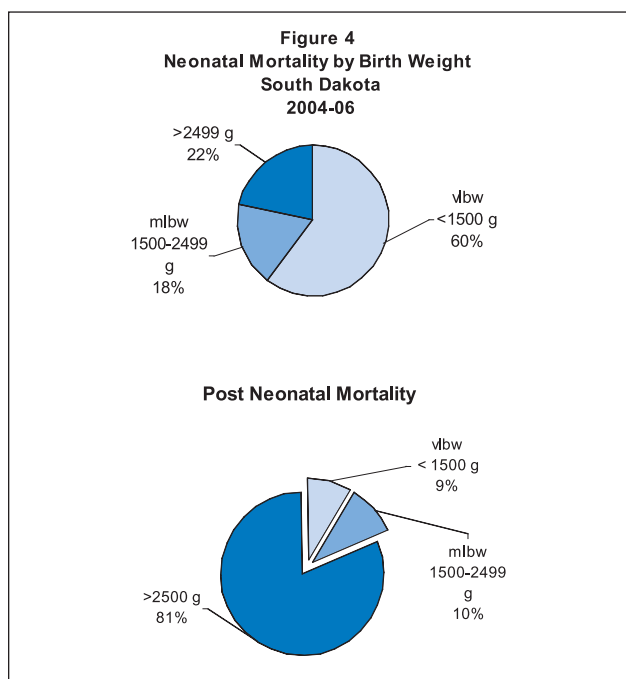 Figure 4
Neonatal Mortality by Birth Weight
South Dakota
2004-06
>2499 g
22%
vlbw
<1500 g
60%
mlbw
1500-2499
g
18%
Post Neonatal Mortality
vlbw
< 1500 g
9%
mlbw
1500-2499
g
10%
>2500 g
81%